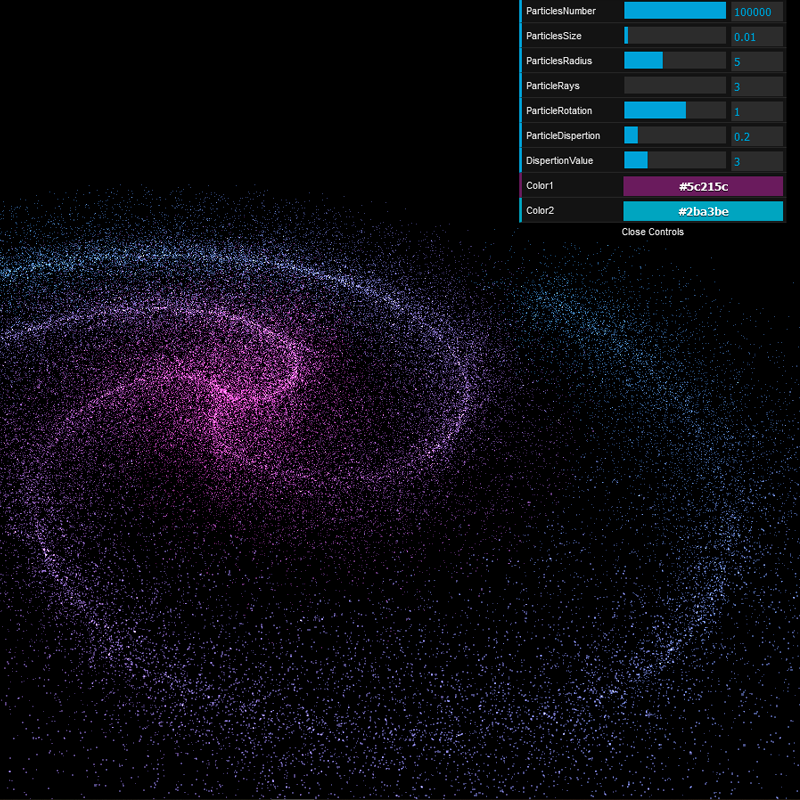 ParticlesNumber 100000
ParticlesSize 0.01
ParticlesRadius 5
ParticleRays 3
ParticleRotation 1
ParticleDispertion 0.2
DispertionValue 3
Color1 #5c215c
Color2 #2ba3be
Close Controls